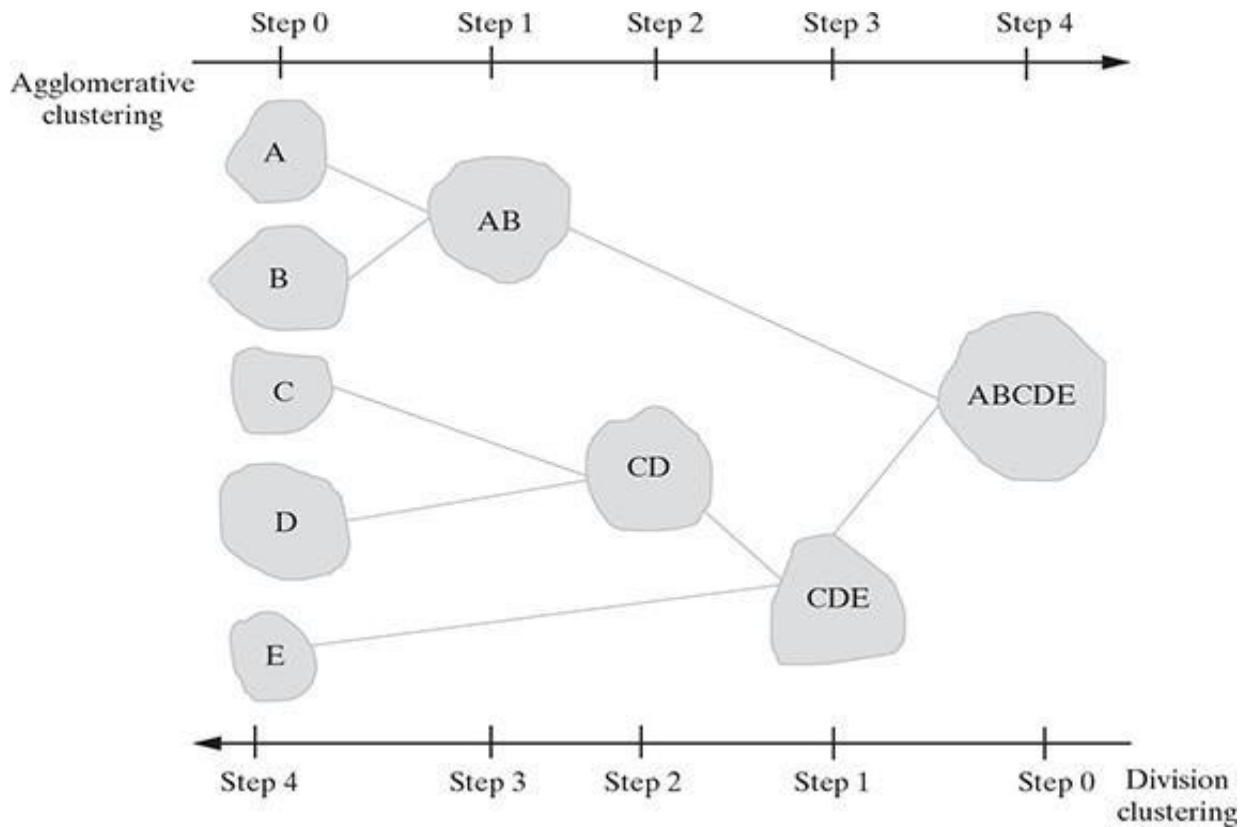 Step 0 Step 1 Step 2 Step 3 Step 4
Agglomerative
clustering
A
AB
B
C
ABCDE
CD
D
CDE
E
Step 4 Step 3 Step 2 Step 1 Step 0
Division
clustering